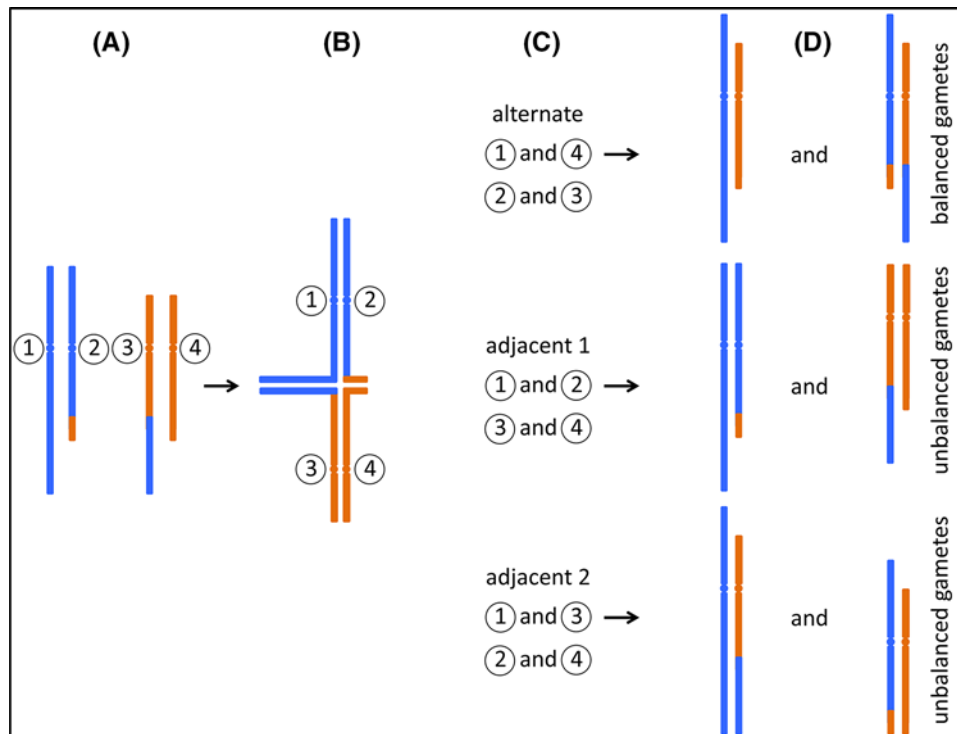 (A)
(B)
(C)
(D)
1 2 3 4
1 2
3 4
alternate
1 and 4
2 and 3
and
balanced gametes
adjacent 1
1 and 2
3 and 4
and
unbalanced gametes
adjacent 2
1 and 3
2 and 4
and
unbalanced gametes